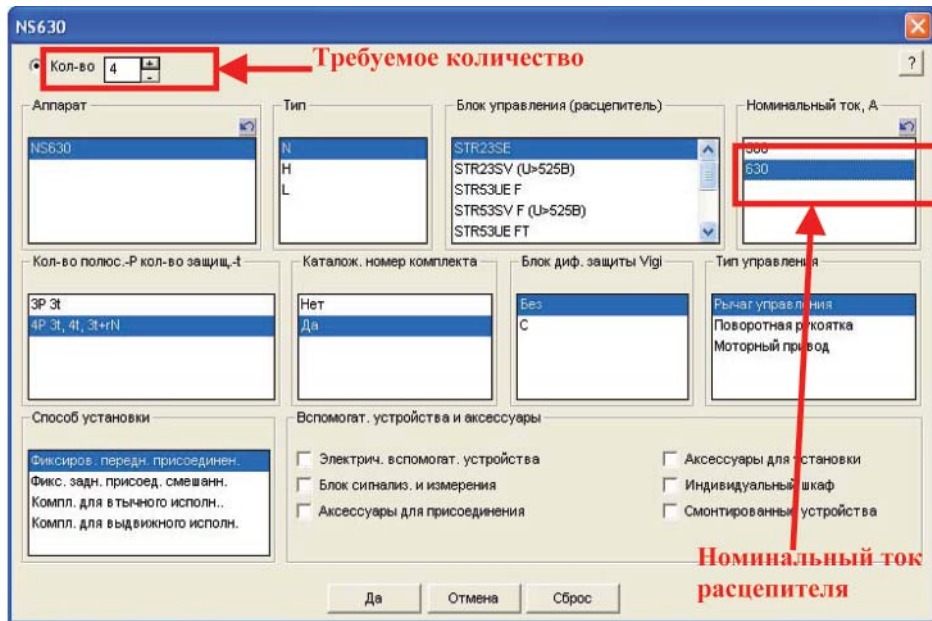 NS630
Кол-во 4 + -
Требуемое количество
?
Аппарат
NS630
Тип
N
H
L
Блок управления (расцепитель)
STR23SE
STR23SV (U>525В)
STR53UE F
STR53SV F (U>525В)
STR53UE FT
Номинальный ток, А
630
Кол-во полюс.-P кол-во защищ,-t
3P 3t
4P 3t, 4t, 3t+rN
Каталож. номер комплекта
Нет
Да
Блок диф. защиты Vigi
Без
C
Тип управления
Рычаг управления
Поворотная рукоятка
Моторный привод
Способ установки
Фиксиров. передн. присоединен.
Фикс. задн. присоед. смешанн.
Компл. для втычного исполн..
Компл. для выдвижного исполн.
Вспомогат. устройства и аксессуары
Электрич. вспомогат. устройства
Блок сигнализ. и измерения
Аксессуары для присоединения
Аксессуары для установки
Индивидуальный шкаф
Смонтированные устройства
Номинальный ток
расцепителя
Да
Отмена
Сброс